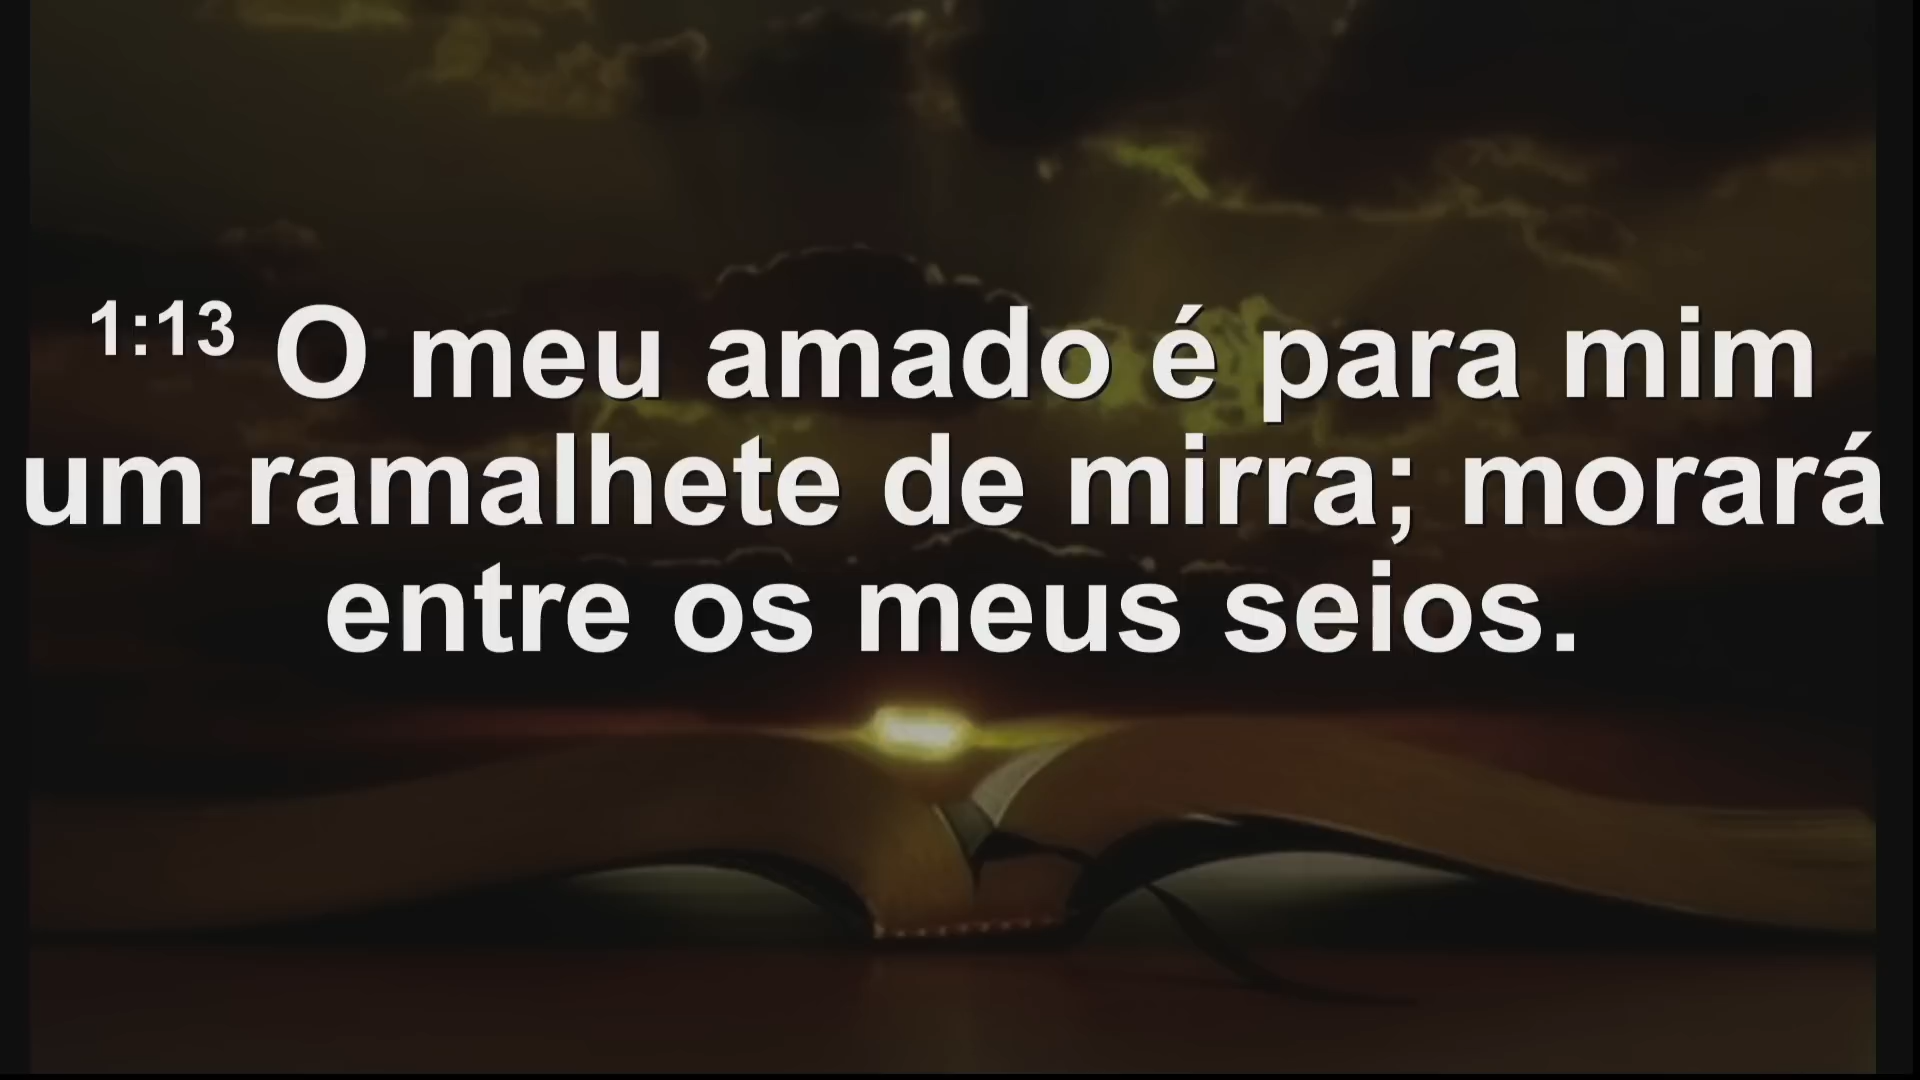 1:13 O meu amado é para mim
um ramalhete de mirra; morará
entre os meus seios.